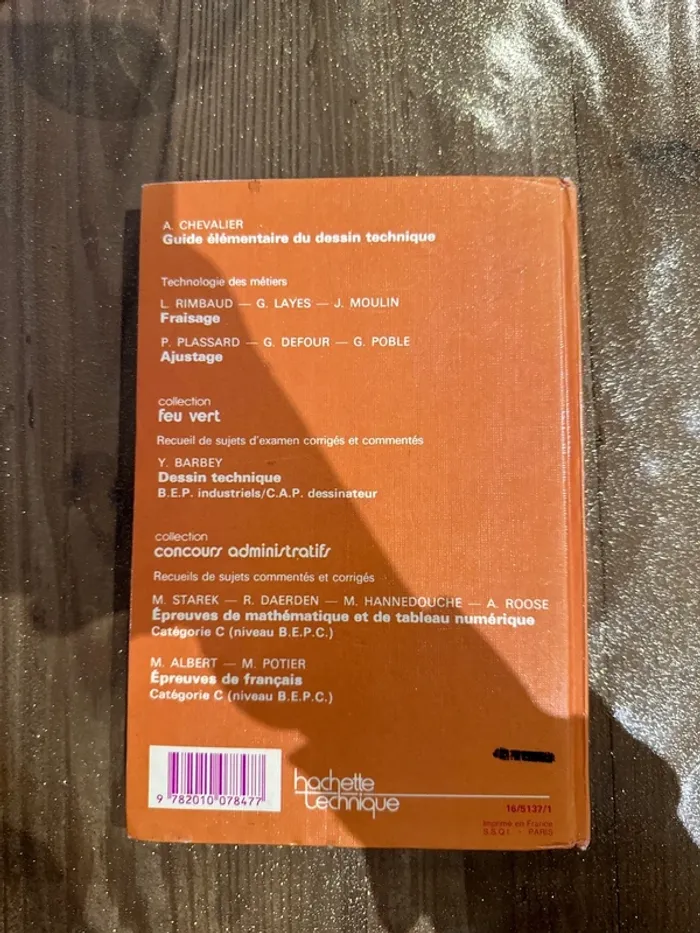 A. CHEVALIER
Guide élémentaire du dessin technique
Technologie des métiers
L. RIMBAUD — G. LAYES — J. MOULIN
Fraisage
P. PLASSARD — G. DEFOUR — G. POBLE
Ajustage
collection
feu vert
Recueil de sujets d'examen corrigés et commentés
Y. BARBEY
Dessin technique
B.E.P. industriels/C.A.P. dessinateur
collection
concours administratifs
Recueils de sujets commentés et corrigés
M. STAREK — R. DAERDEN — M. HANNEDOUCHE — A. ROOSE
Épreuves de mathématique et de tableau numérique
Catégorie C (niveau B.E.P.C.)
M. ALBERT — M. POTIER
Épreuves de français
Catégorie C (niveau B.E.P.C.)
9 782010 078477
hachette
technique
16/5137/1
Imprimé en France
S.S.Q.I. - PARIS